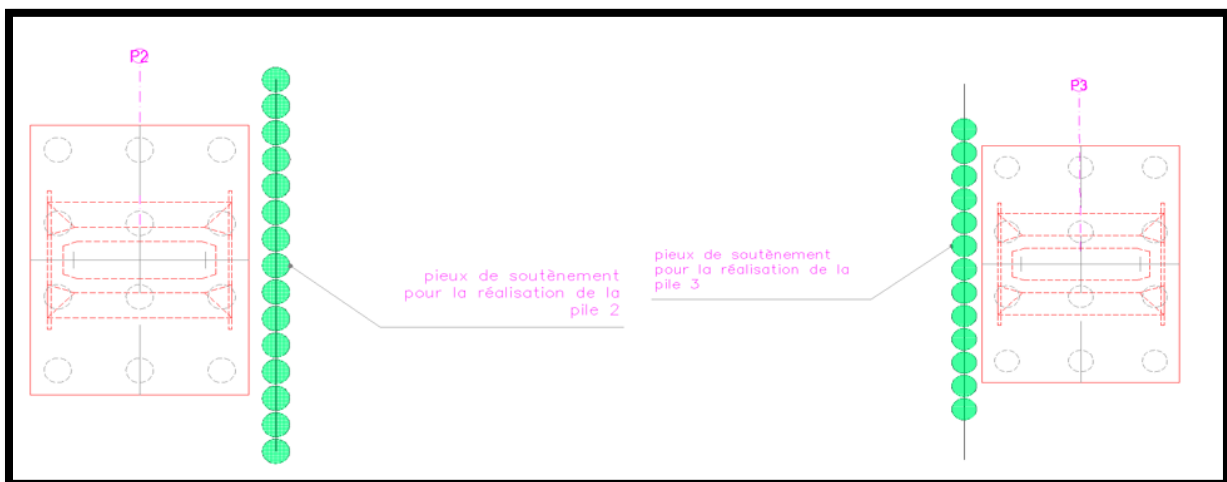 P2
P3
pieux de soutènement
pour la réalisation de la
pile 2
pieux de soutènement
pour la réalisation de la
pile 3